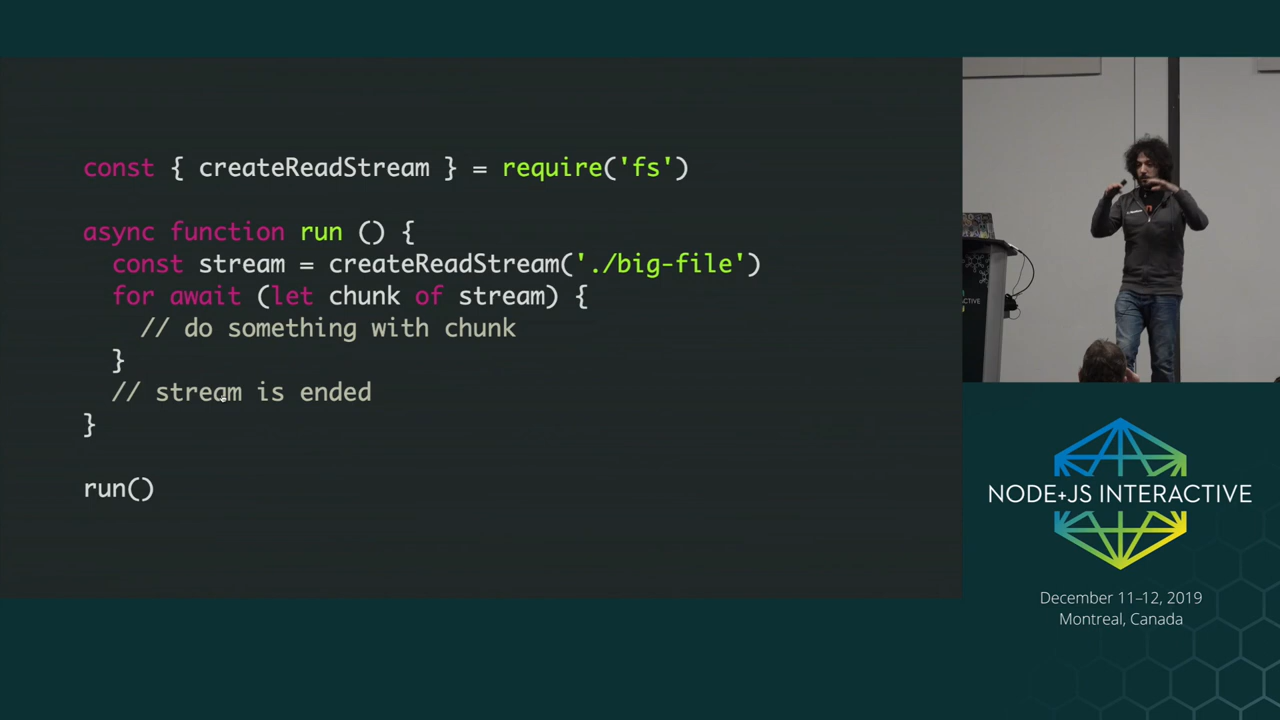 const { createReadStream } = require('fs')
async function run () {
const stream = createReadStream('./big-file')
for await (let chunk of stream) {
// do something with chunk
}
// stream is ended
}
run()
NODE+JS INTERACTIVE
December 11–12, 2019
Montreal, Canada